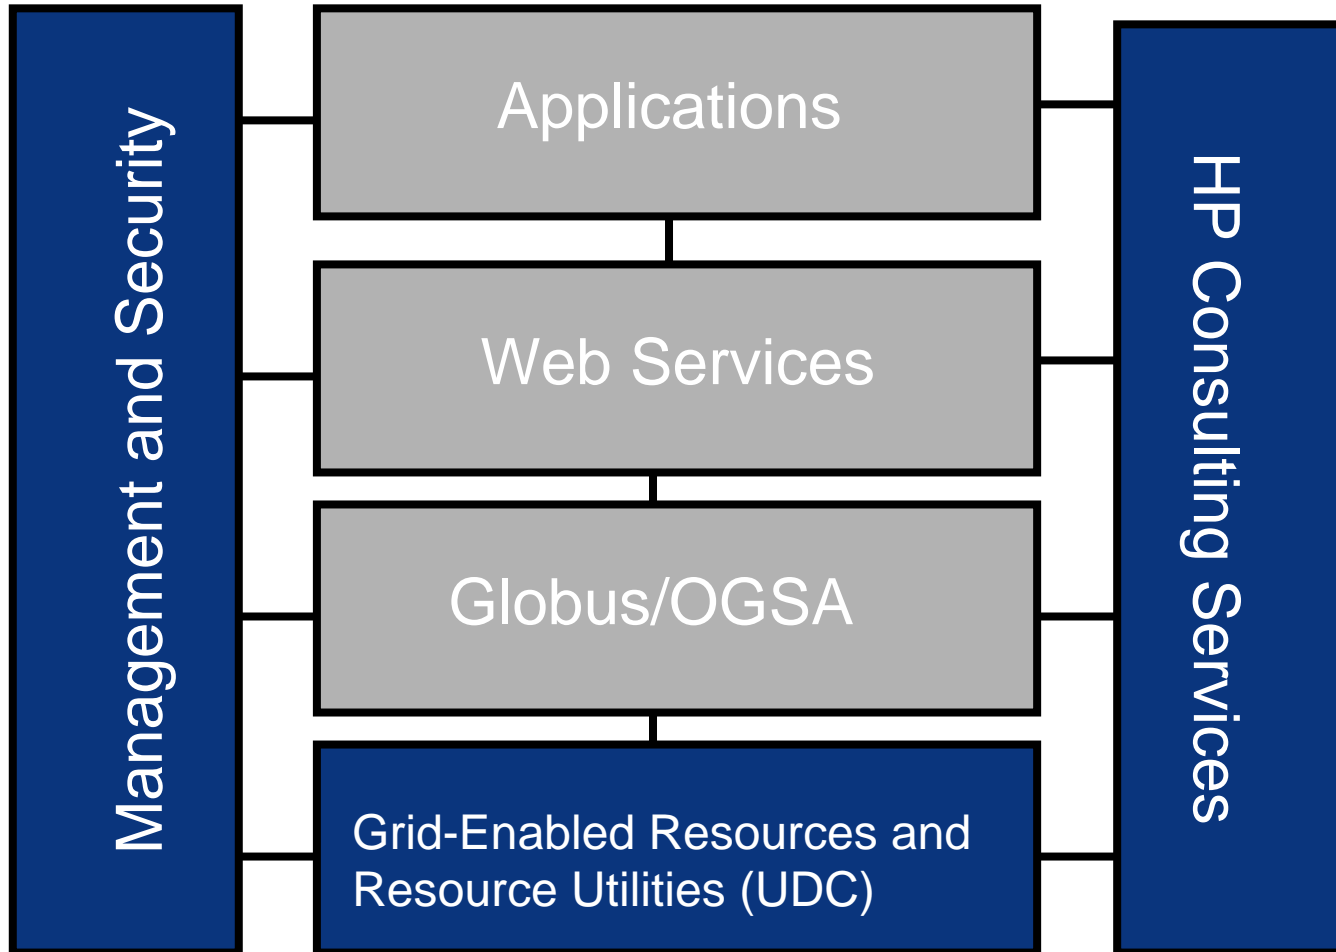 Management and Security
Applications
Web Services
Globus/OGSA
Grid-Enabled Resources and
Resource Utilities (UDC)
HP Consulting Services